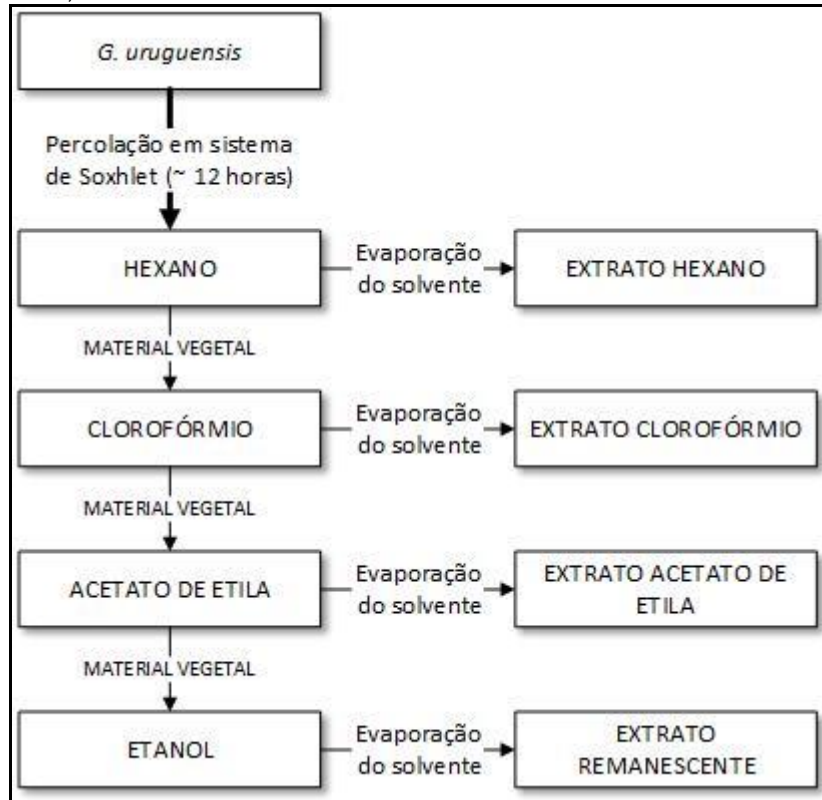 G. uruguensis
Percolação em sistema
de Soxhlet (~ 12 horas)
HEXANO
Evaporação
do solvente
EXTRATO HEXANO
MATERIAL VEGETAL
CLOROFÓRMIO
Evaporação
do solvente
EXTRATO CLOROFÓRMIO
MATERIAL VEGETAL
ACETATO DE ETILA
Evaporação
do solvente
EXTRATO ACETATO DE
ETILA
MATERIAL VEGETAL
ETANOL
Evaporação
do solvente
EXTRATO
REMANESCENTE